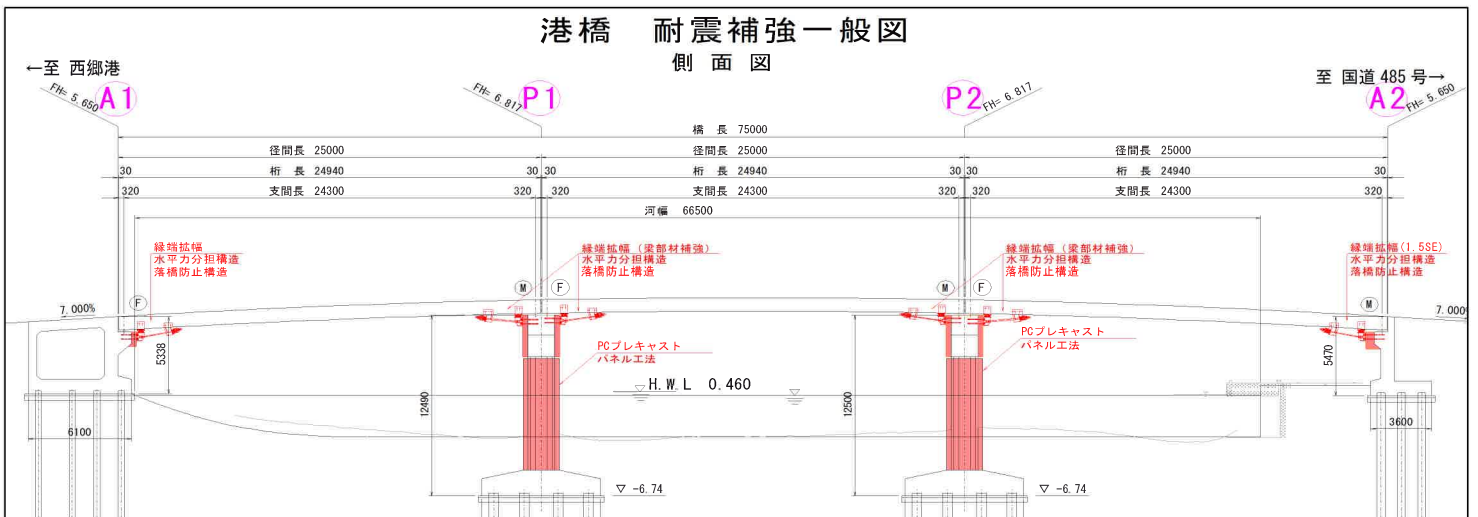 港橋　耐震補強一般図
側 面 図
←至 西郷港
至 国道 485 号→
FH= 5.650
A1
FH= 6.817
P1
P2
FH= 6.817
A2
FH= 5.650
橋 長 75000
径間長 25000
径間長 25000
径間長 25000
30
桁 長 24940
30
30
桁 長 24940
30
30
桁 長 24940
30
320
支間長 24300
320
320
支間長 24300
320
320
支間長 24300
320
河幅 66500
縁端拡幅
水平力分担構造
落橋防止構造
縁端拡幅（梁部材補強）
水平力分担構造
落橋防止構造
縁端拡幅（梁部材補強）
水平力分担構造
落橋防止構造
縁端拡幅(1.5SE)
水平力分担構造
落橋防止構造
7.000%
F
M
F
M
F
M
7.000%
5338
12490
PCプレキャスト
パネル工法
H.W.L 0.460
12500
PCプレキャスト
パネル工法
5470
6100
3600
▽ -6.74
▽ -6.74